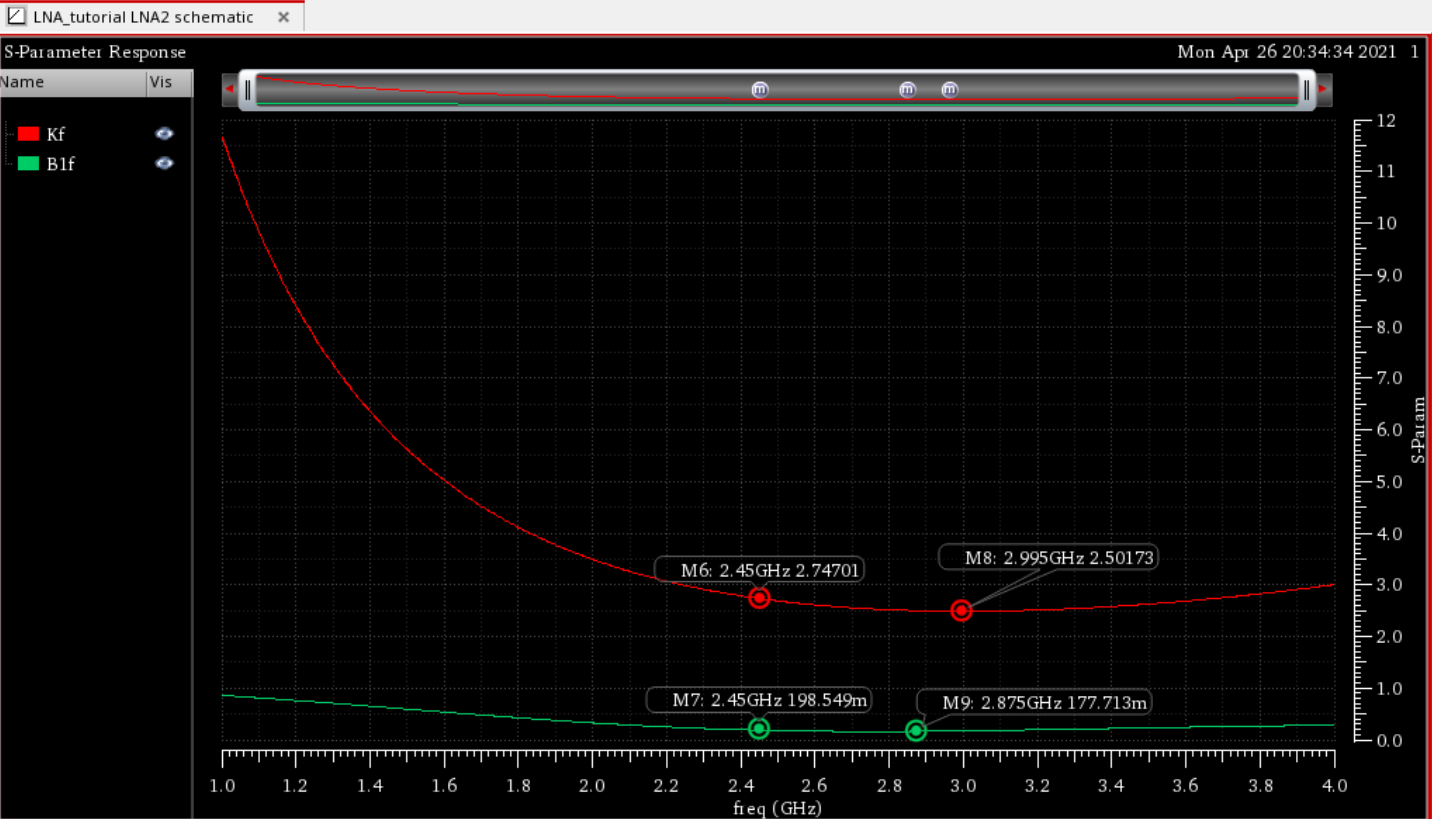 LNA_tutorial LNA2 schematic
S-Parameter Response
Mon Apr 26 20:34:34 2021 1
Name Vis
Kf
B1f
12
11
10
9.0
8.0
7.0
6.0
5.0
4.0
3.0
2.0
1.0
0.0
S-Param
M6: 2.45GHz 2.74701
M8: 2.995GHz 2.50173
M7: 2.45GHz 198.549m
M9: 2.875GHz 177.713m
1.0 1.2 1.4 1.6 1.8 2.0 2.2 2.4 2.6 2.8 3.0 3.2 3.4 3.6 3.8 4.0
freq (GHz)